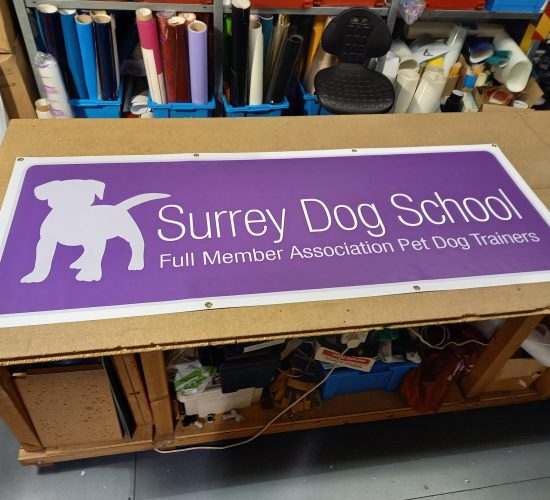 Surrey Dog School
Full Member Association Pet Dog Trainers